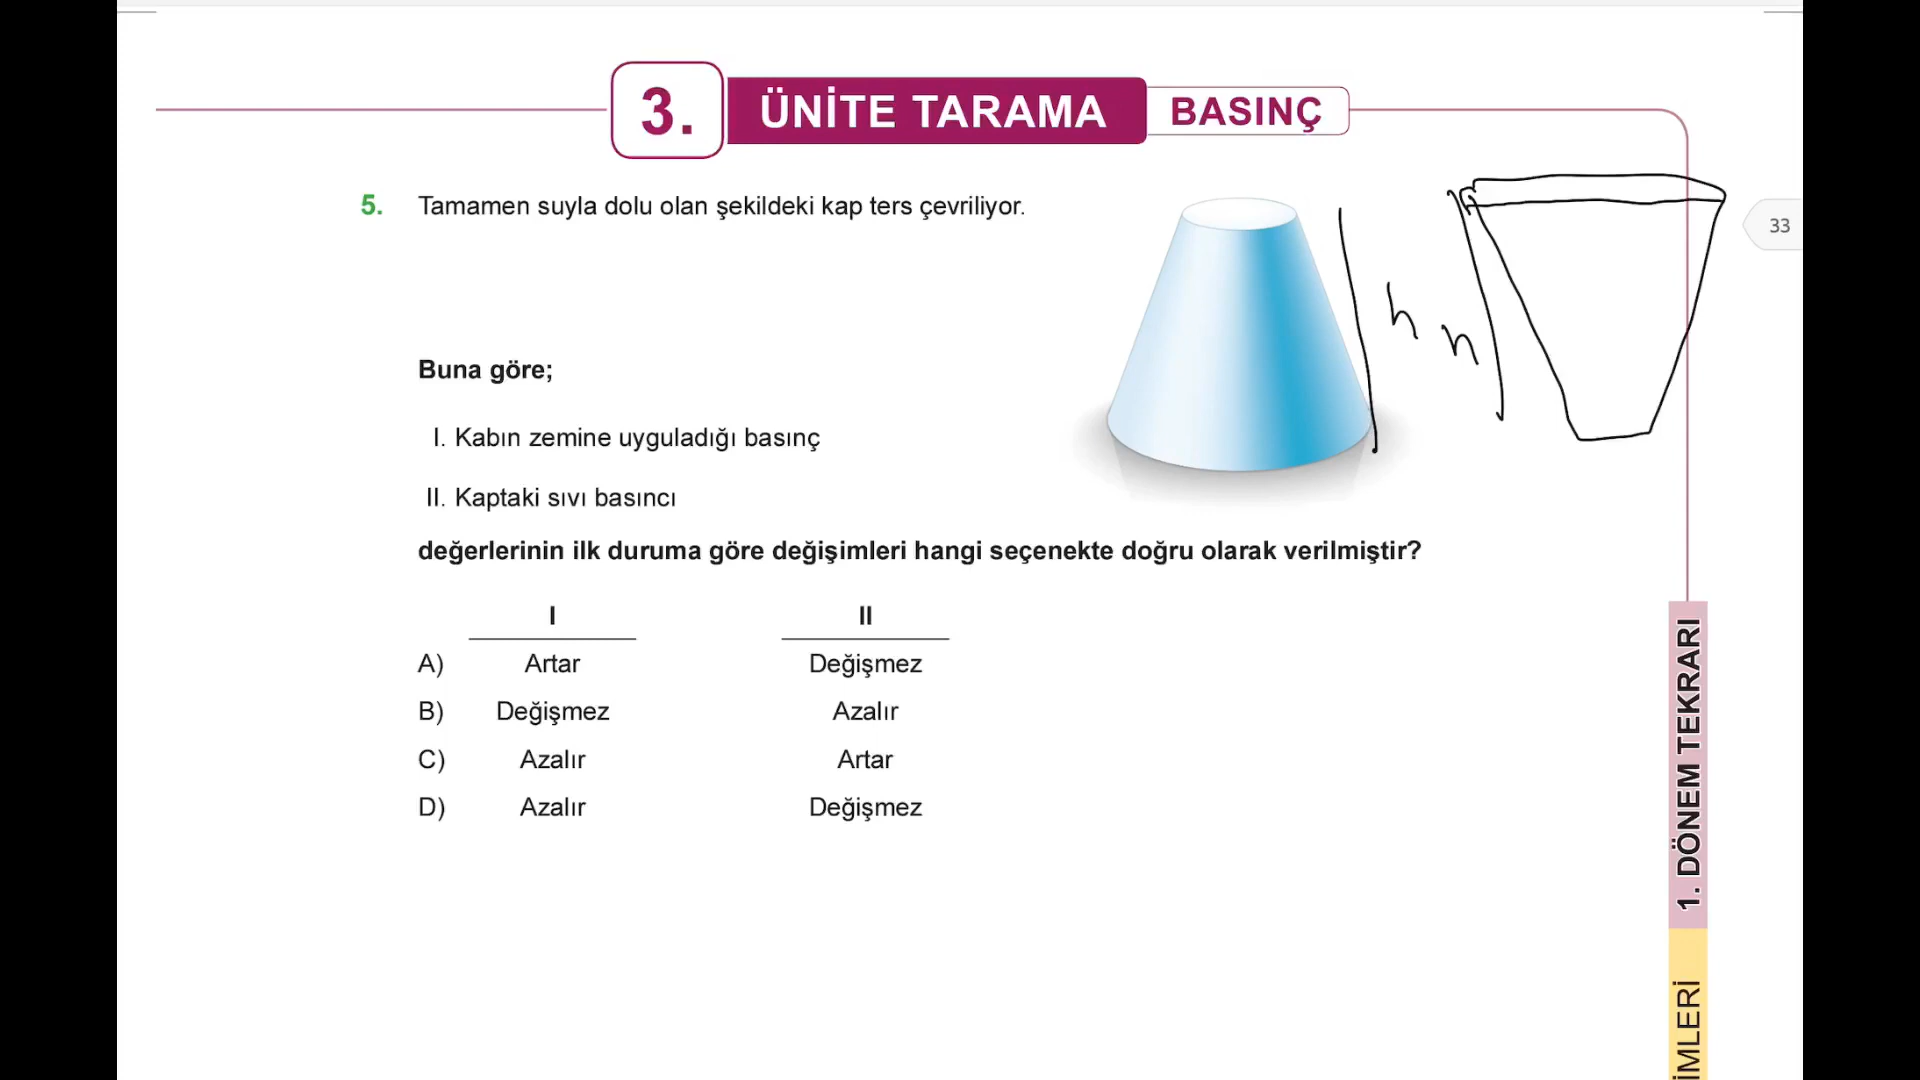 3. ÜNİTE TARAMA BASINÇ
5. Tamamen suyla dolu olan şekildeki kap ters çevriliyor.
33
h
h
Buna göre;
I. Kabın zemine uyguladığı basınç
II. Kaptaki sıvı basıncı
değerlerinin ilk duruma göre değişimleri hangi seçenekte doğru olarak verilmiştir?
I II
A) Artar Değişmez
B) Değişmez Azalır
C) Azalır Artar
D) Azalır Değişmez
1. DÖNEM TEKRARI
İMLERİ